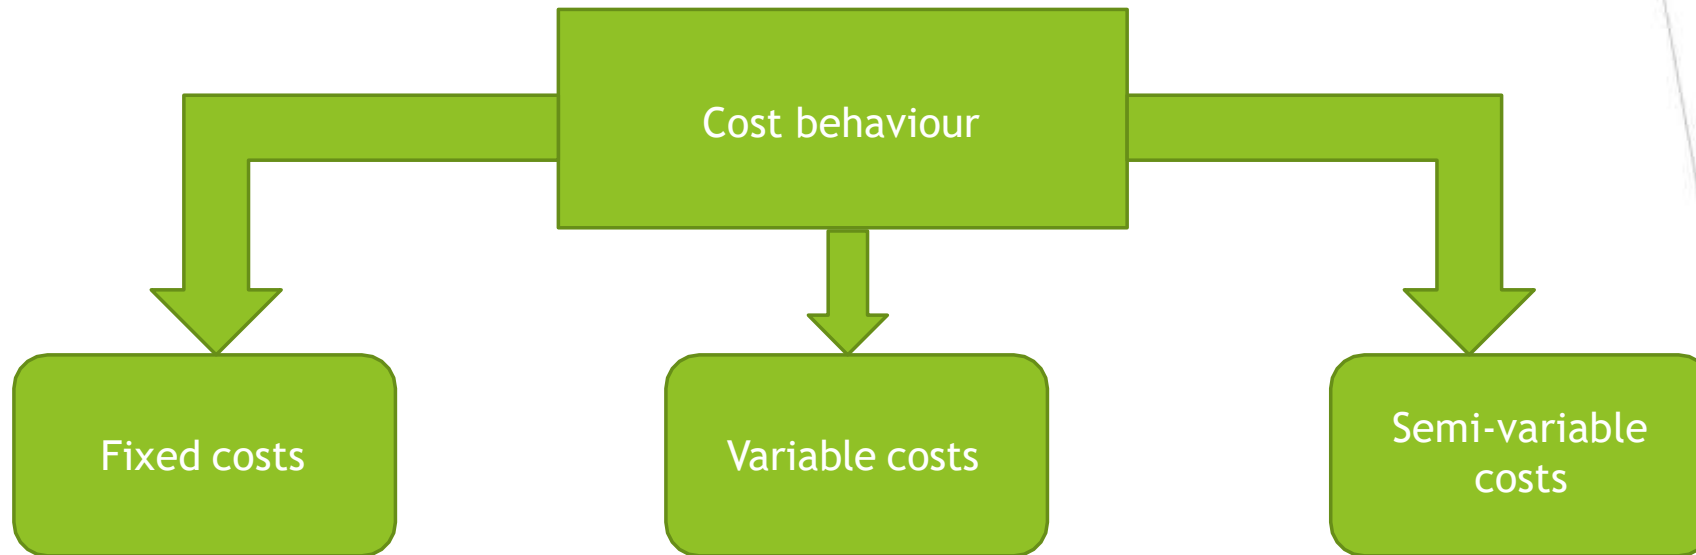 Cost behaviour
Fixed costs
Variable costs
Semi-variable
costs